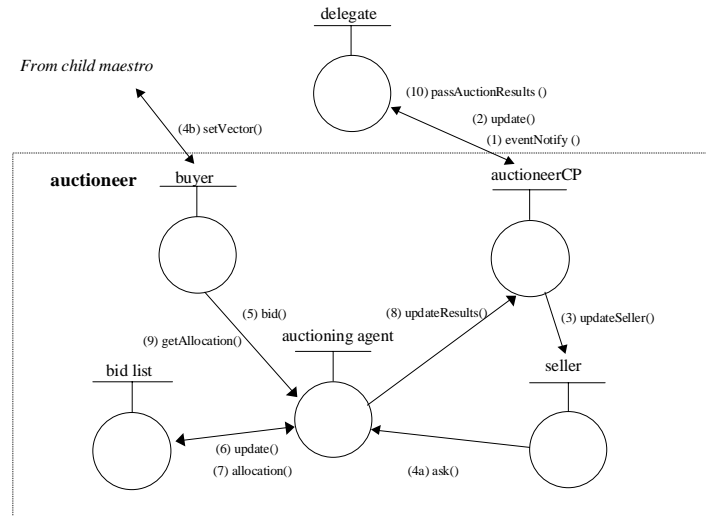 delegate
From child maestro
(10) passAuctionResults ()
(4b) setVector()
(2) update()
(1) eventNotify ()
auctioneer
buyer
auctioneerCP
(5) bid()
(8) updateResults()
(3) updateSeller()
(9) getAllocation()
auctioning agent
bid list
seller
(6) update()
(7) allocation()
(4a) ask()